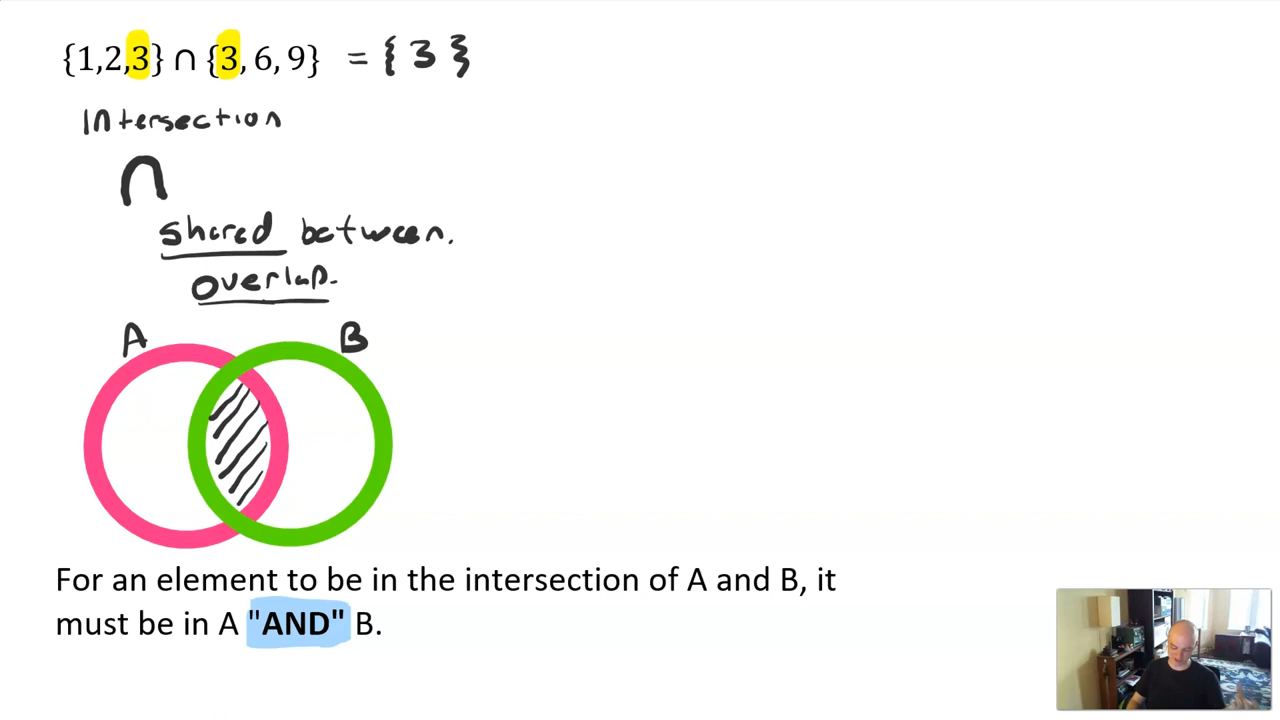 {1,2,3} ∩ {3, 6, 9} = {3}
Intersection
∩
shared between.
overlap.
A B
For an element to be in the intersection of A and B, it
must be in A "AND" B.